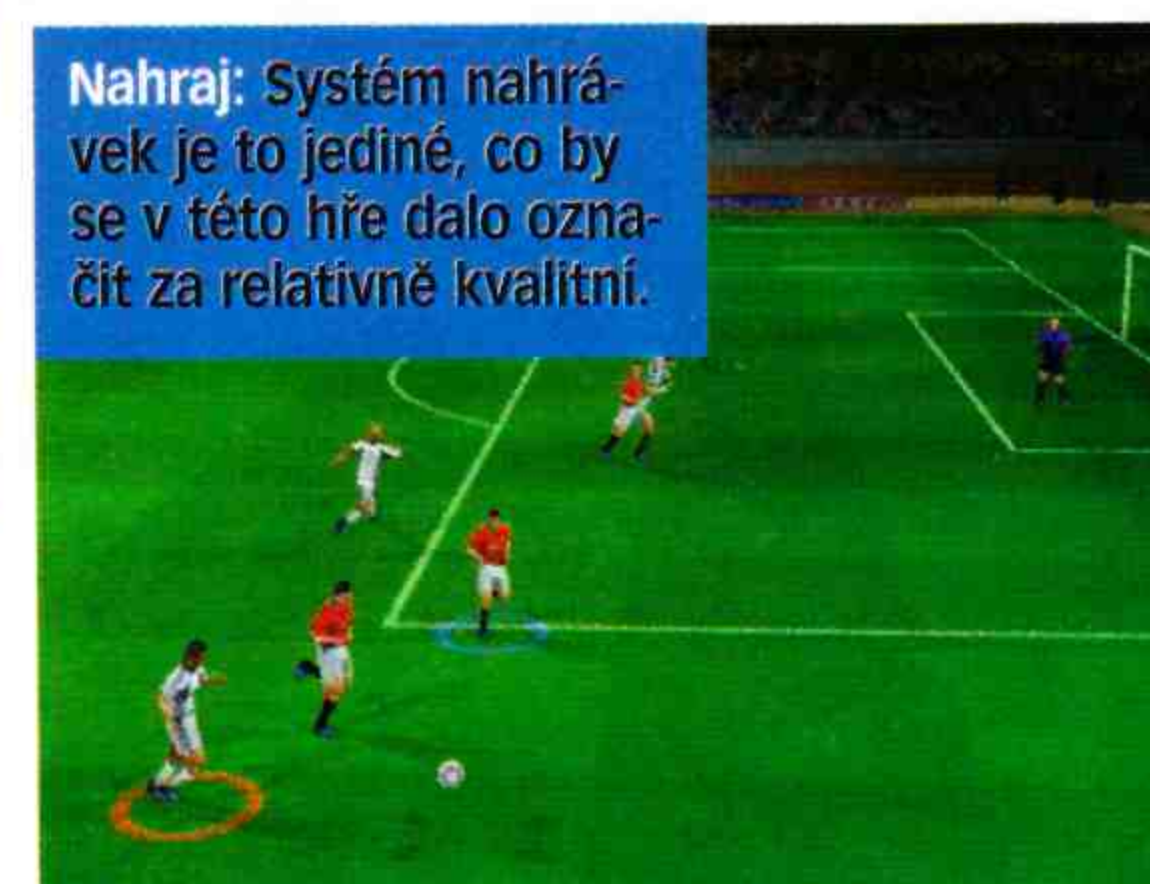 Nahraj: Systém nahrá-
vek je to jediné, co by
se v této hře dalo ozna-
čit za relativně kvalitní.